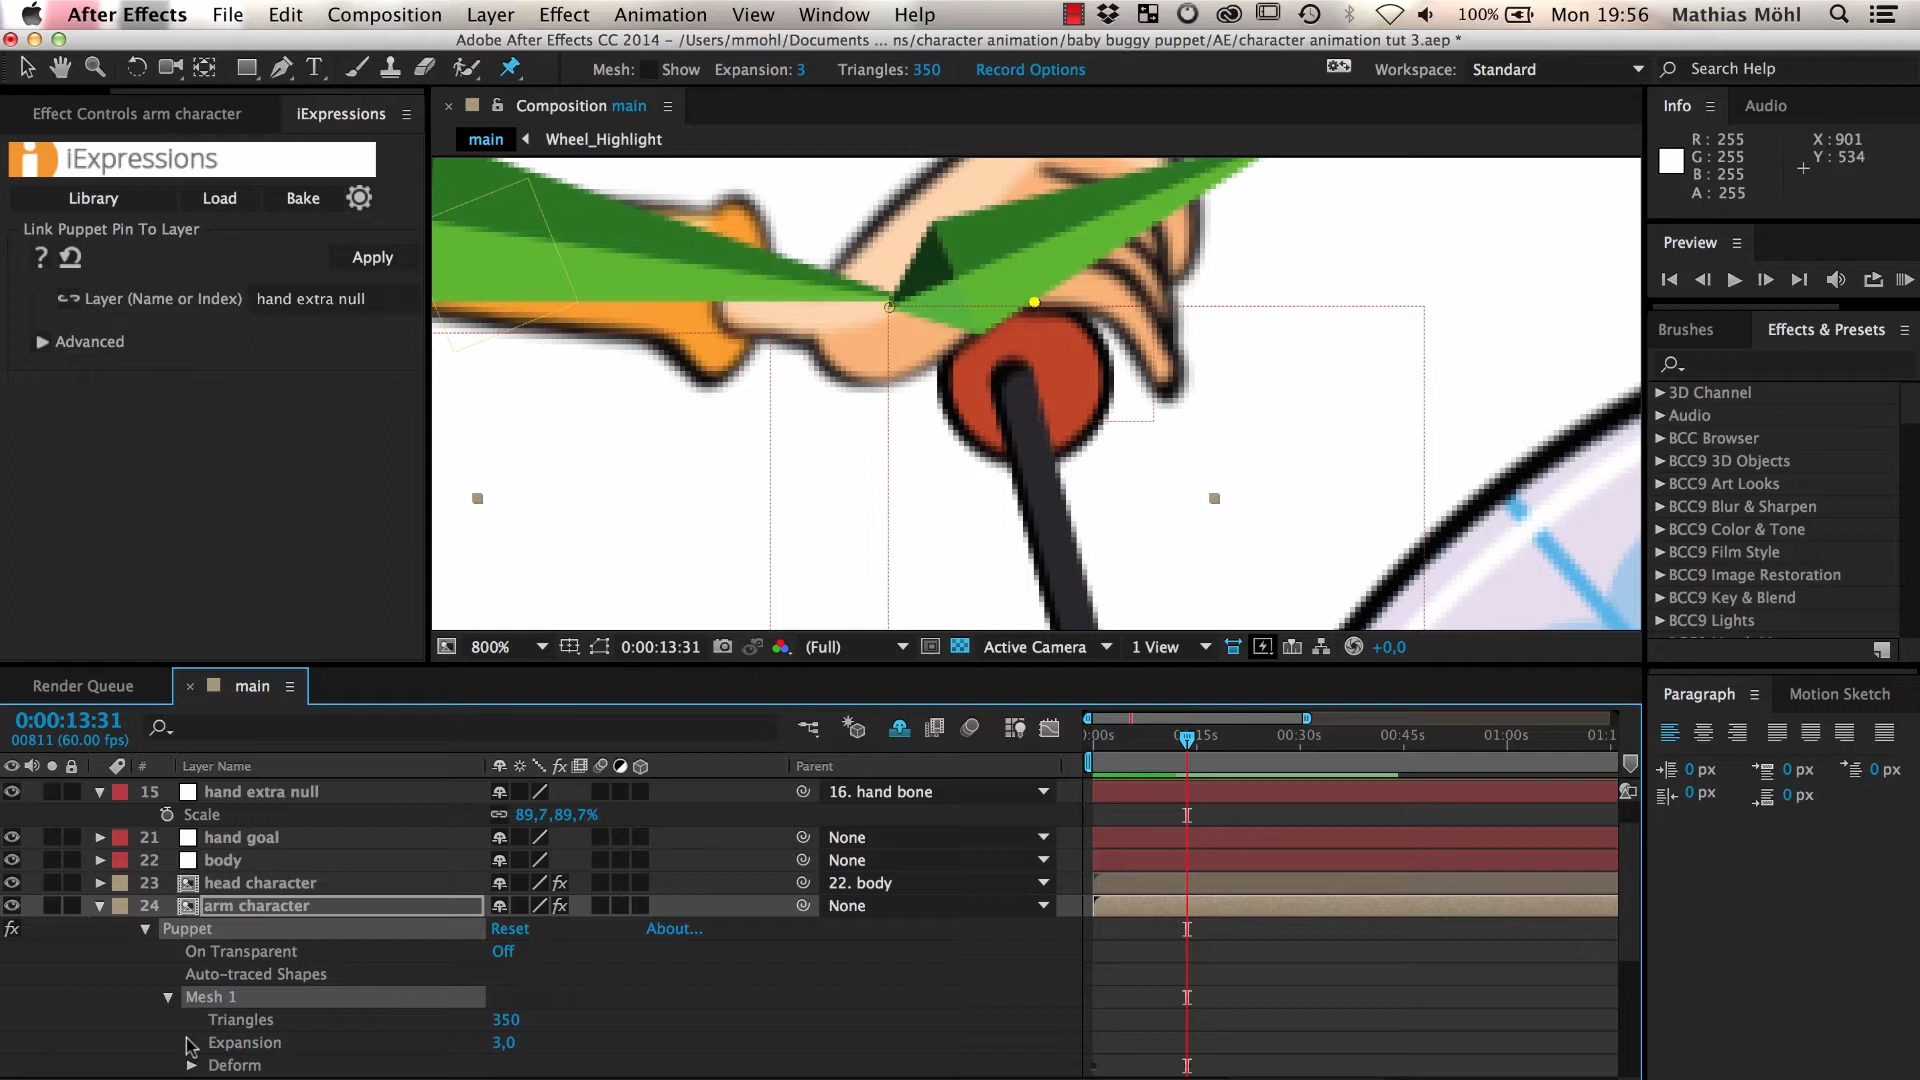 After Effects File Edit Composition Layer Effect Animation View Window Help 100% Mon 19:56 Mathias Möhl
Adobe After Effects CC 2014 – /Users/mmohl/Documents ... ns/character animation/baby buggy puppet/AE/character animation tut 3.aep *
Mesh: Show Expansion: 3 Triangles: 350 Record Options Workspace: Standard Search Help
Effect Controls arm character iExpressions
iExpressions
Library Load Bake
Link Puppet Pin To Layer
? Apply
Layer (Name or Index) hand extra null
Advanced
Composition main
main Wheel_Highlight
800% 0:00:13:31 (Full) Active Camera 1 View +0,0
Info Audio
R : 255 X : 901
G : 255 Y : 534
B : 255
A : 255
Preview
Brushes Effects & Presets
3D Channel
Audio
BCC Browser
BCC9 3D Objects
BCC9 Art Looks
BCC9 Blur & Sharpen
BCC9 Color & Tone
BCC9 Film Style
BCC9 Image Restoration
BCC9 Key & Blend
BCC9 Lights
Paragraph Motion Sketch
0 px 0 px 0 px
0 px 0 px
Render Queue main
0:00:13:31
00811 (60.00 fps)
):00s 00:15s 00:30s 00:45s 01:00s 01:1
# Layer Name Parent
15 hand extra null 16. hand bone
Scale 89,7,89,7%
21 hand goal None
22 body None
23 head character fx 22. body
24 arm character fx None
fx Puppet Reset About...
On Transparent Off
Auto-traced Shapes
Mesh 1
Triangles 350
Expansion 3,0
Deform